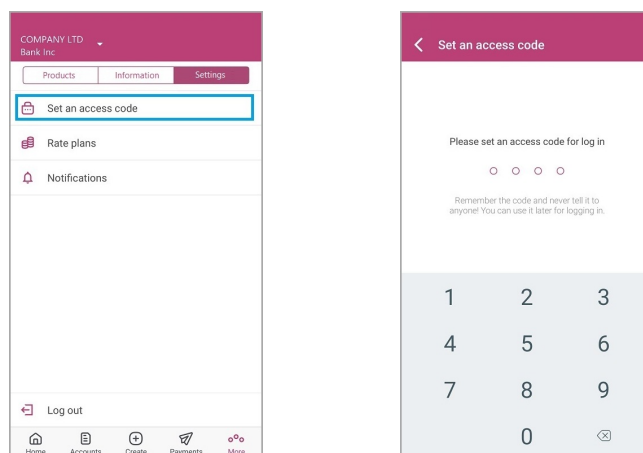 COMPANY LTD
Bank Inc
Products Information Settings
Set an access code
Rate plans
Notifications
Log out
Home Accounts Create Payments More
Set an access code
Please set an access code for log in
Remember the code and never tell it to
anyone! You can use it later for logging in.
1 2 3
4 5 6
7 8 9
0